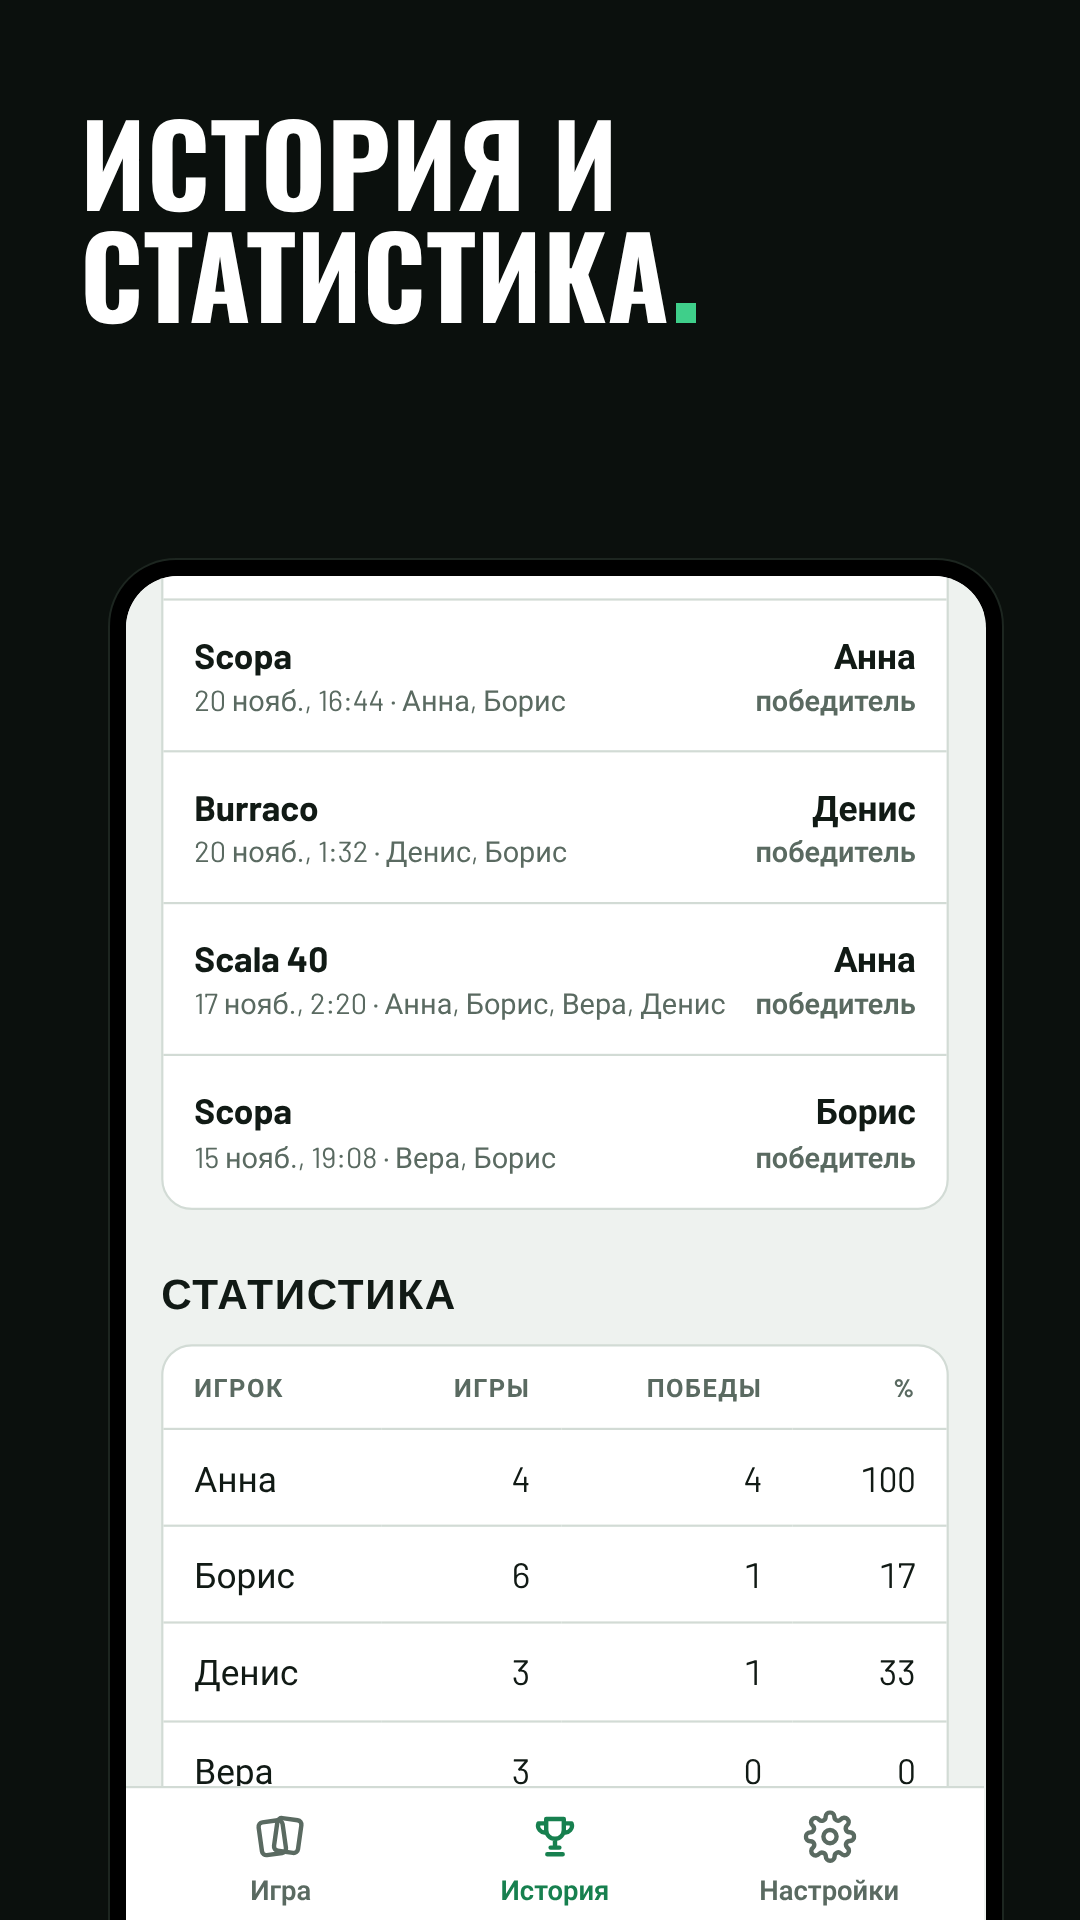 ИСТОРИЯ И
СТАТИСТИКА.
Scopa Анна
20 нояб., 16:44 · Анна, Борис победитель
Burraco Денис
20 нояб., 1:32 · Денис, Борис победитель
Scala 40 Анна
17 нояб., 2:20 · Анна, Борис, Вера, Денис победитель
Scopa Борис
15 нояб., 19:08 · Вера, Борис победитель
СТАТИСТИКА
ИГРОК ИГРЫ ПОБЕДЫ %
Анна 4 4 100
Борис 6 1 17
Денис 3 1 33
Вера 3 0 0
Игра История Настройки